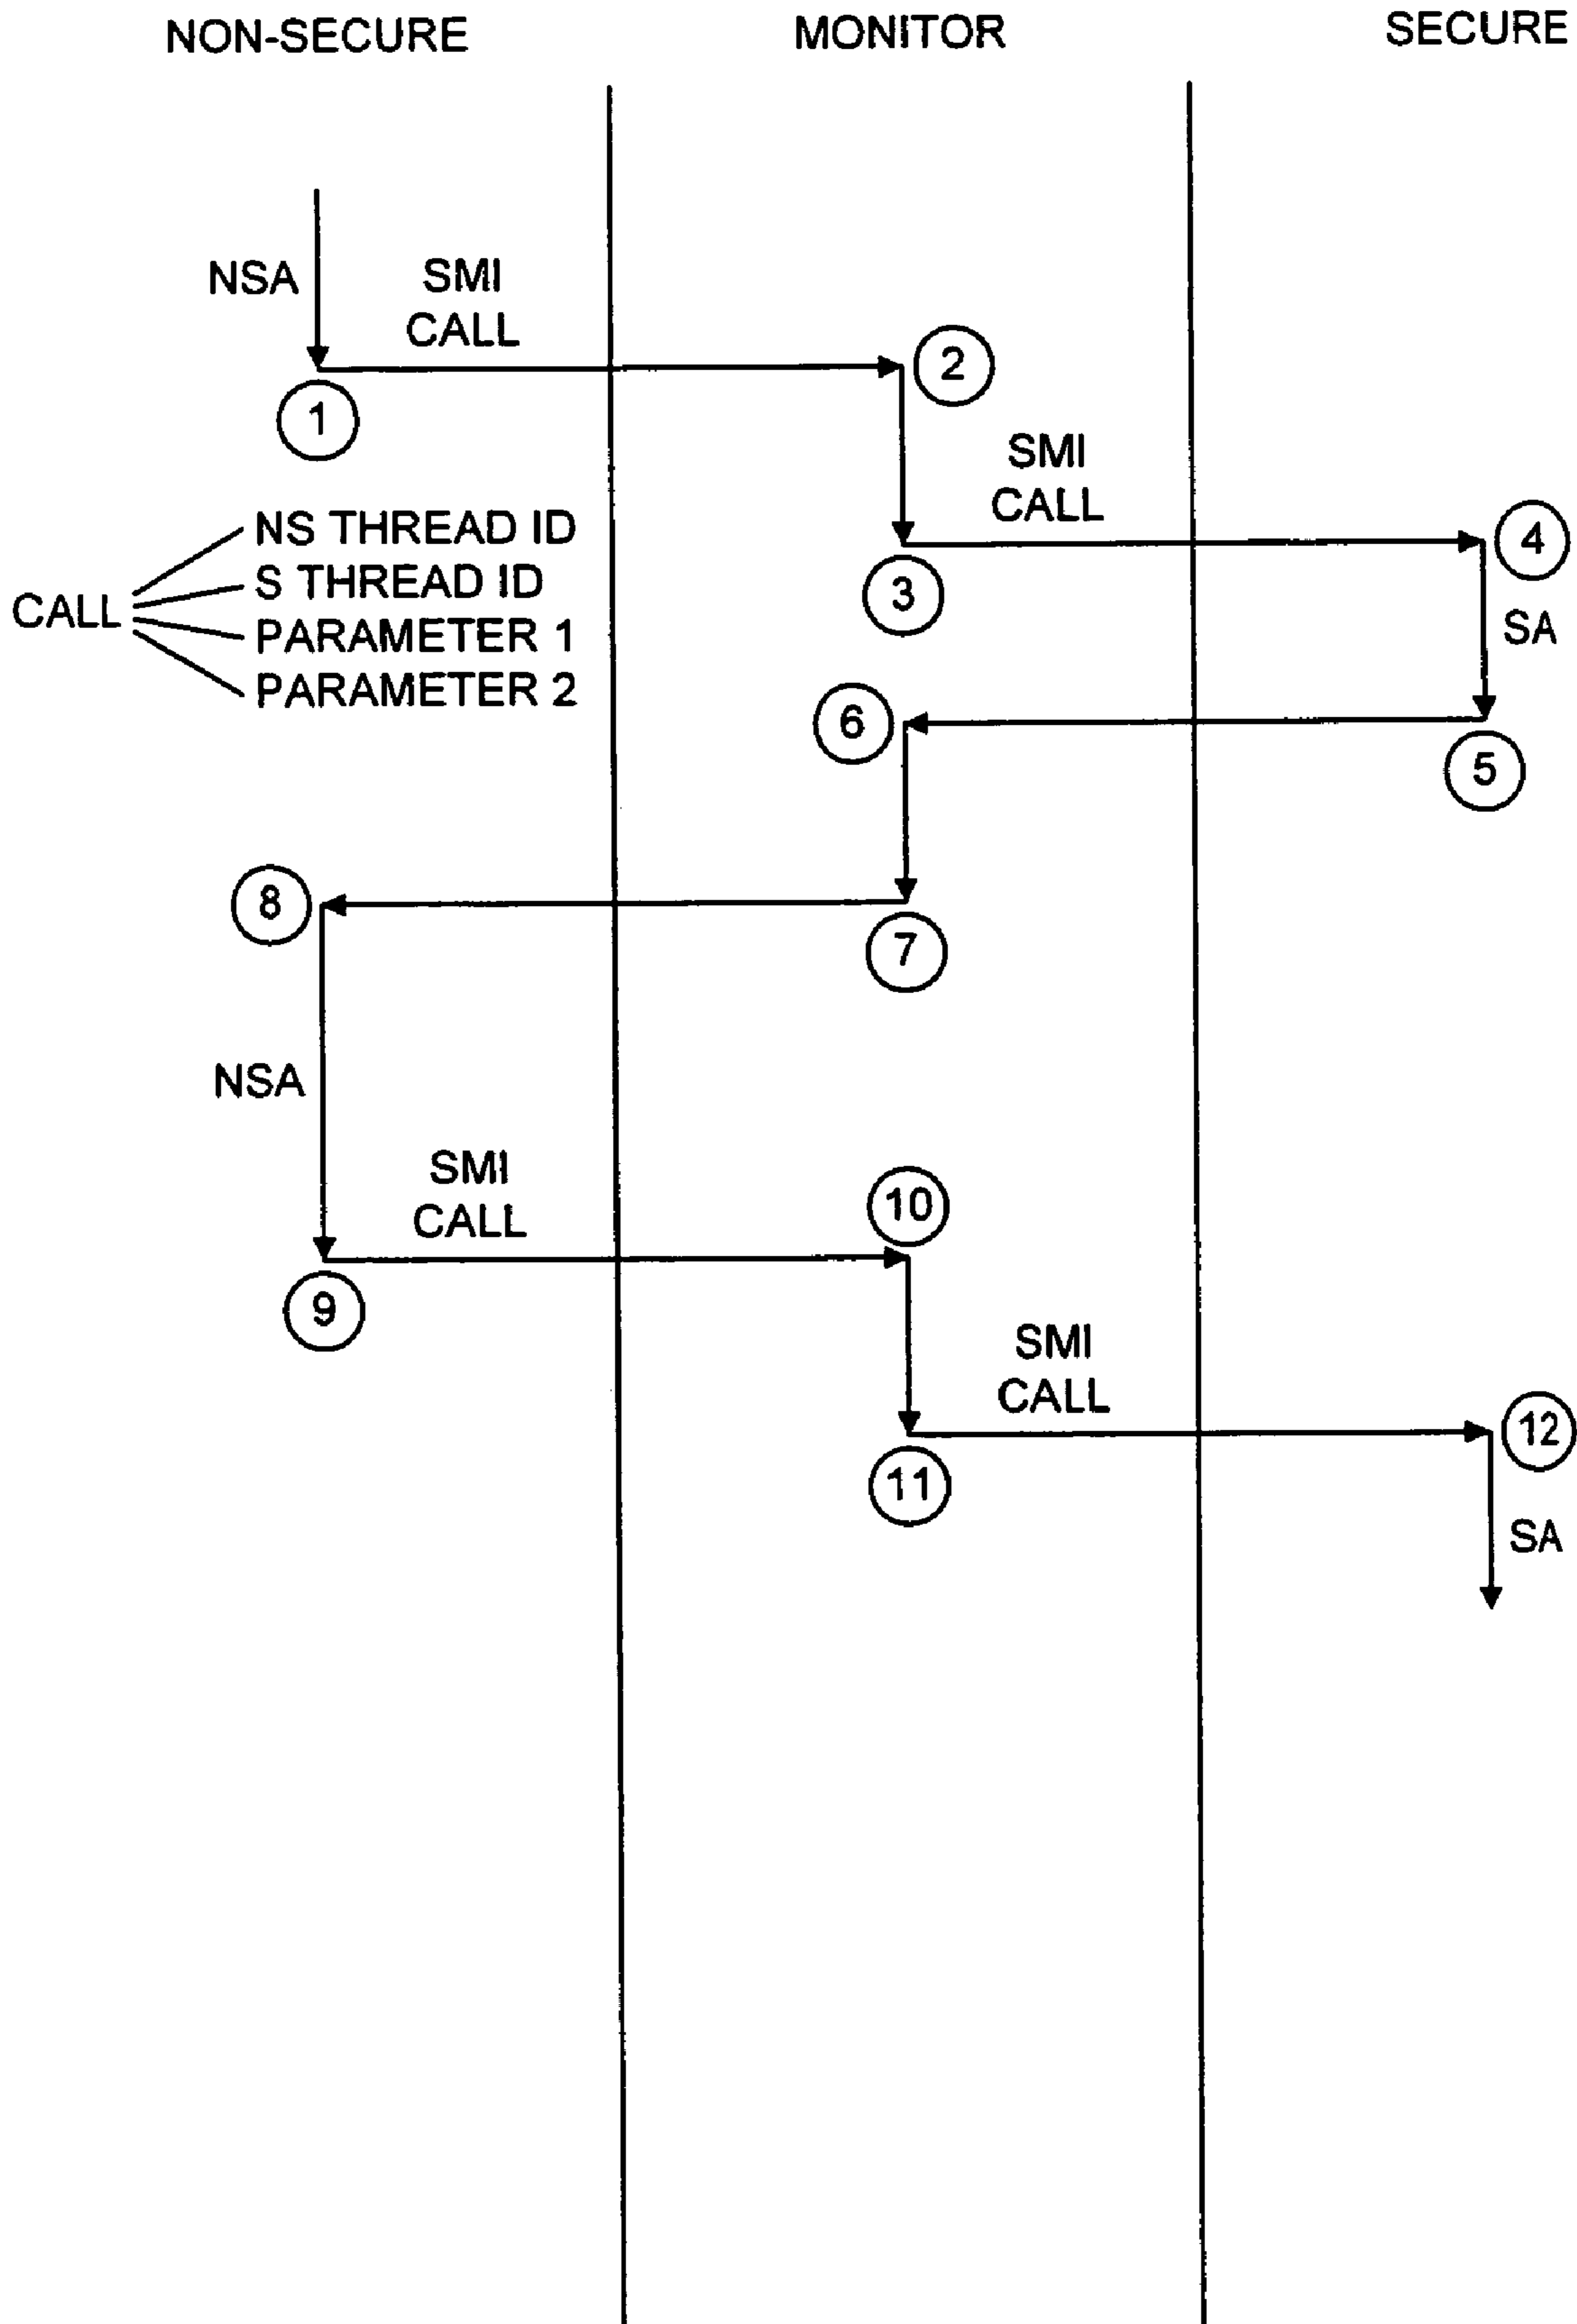 NON-SECURE
MONITOR
SECURE
NSA
SMI
CALL
2
1
SMI
CALL
4
3
CALL
NS THREAD ID
S THREAD ID
PARAMETER 1
PARAMETER 2
SA
6
5
8
7
NSA
SMI
CALL
10
9
SMI
CALL
12
11
SA